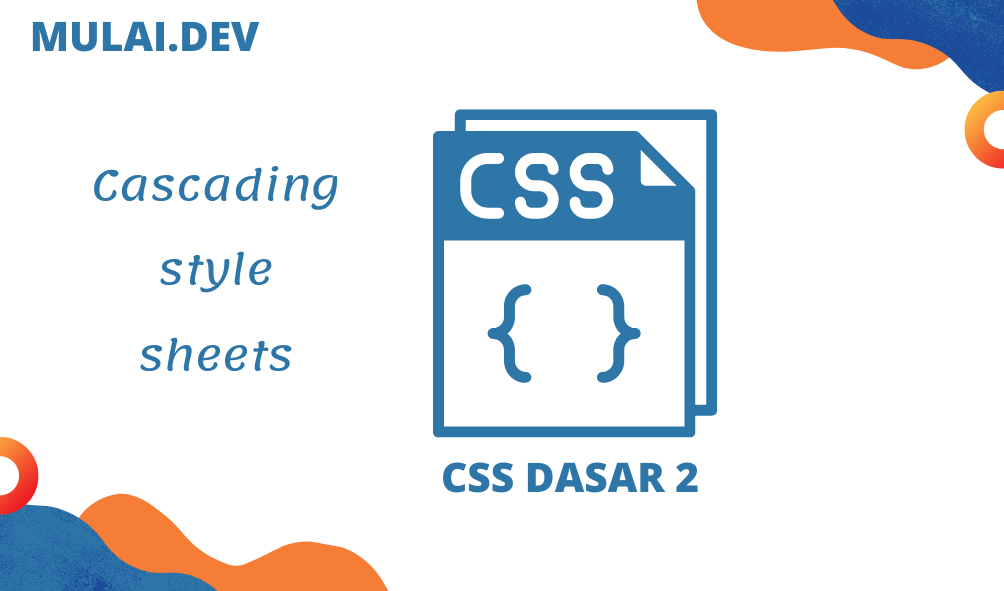 MULAI.DEV
Cascading
style
sheets
CSS
{ }
CSS DASAR 2